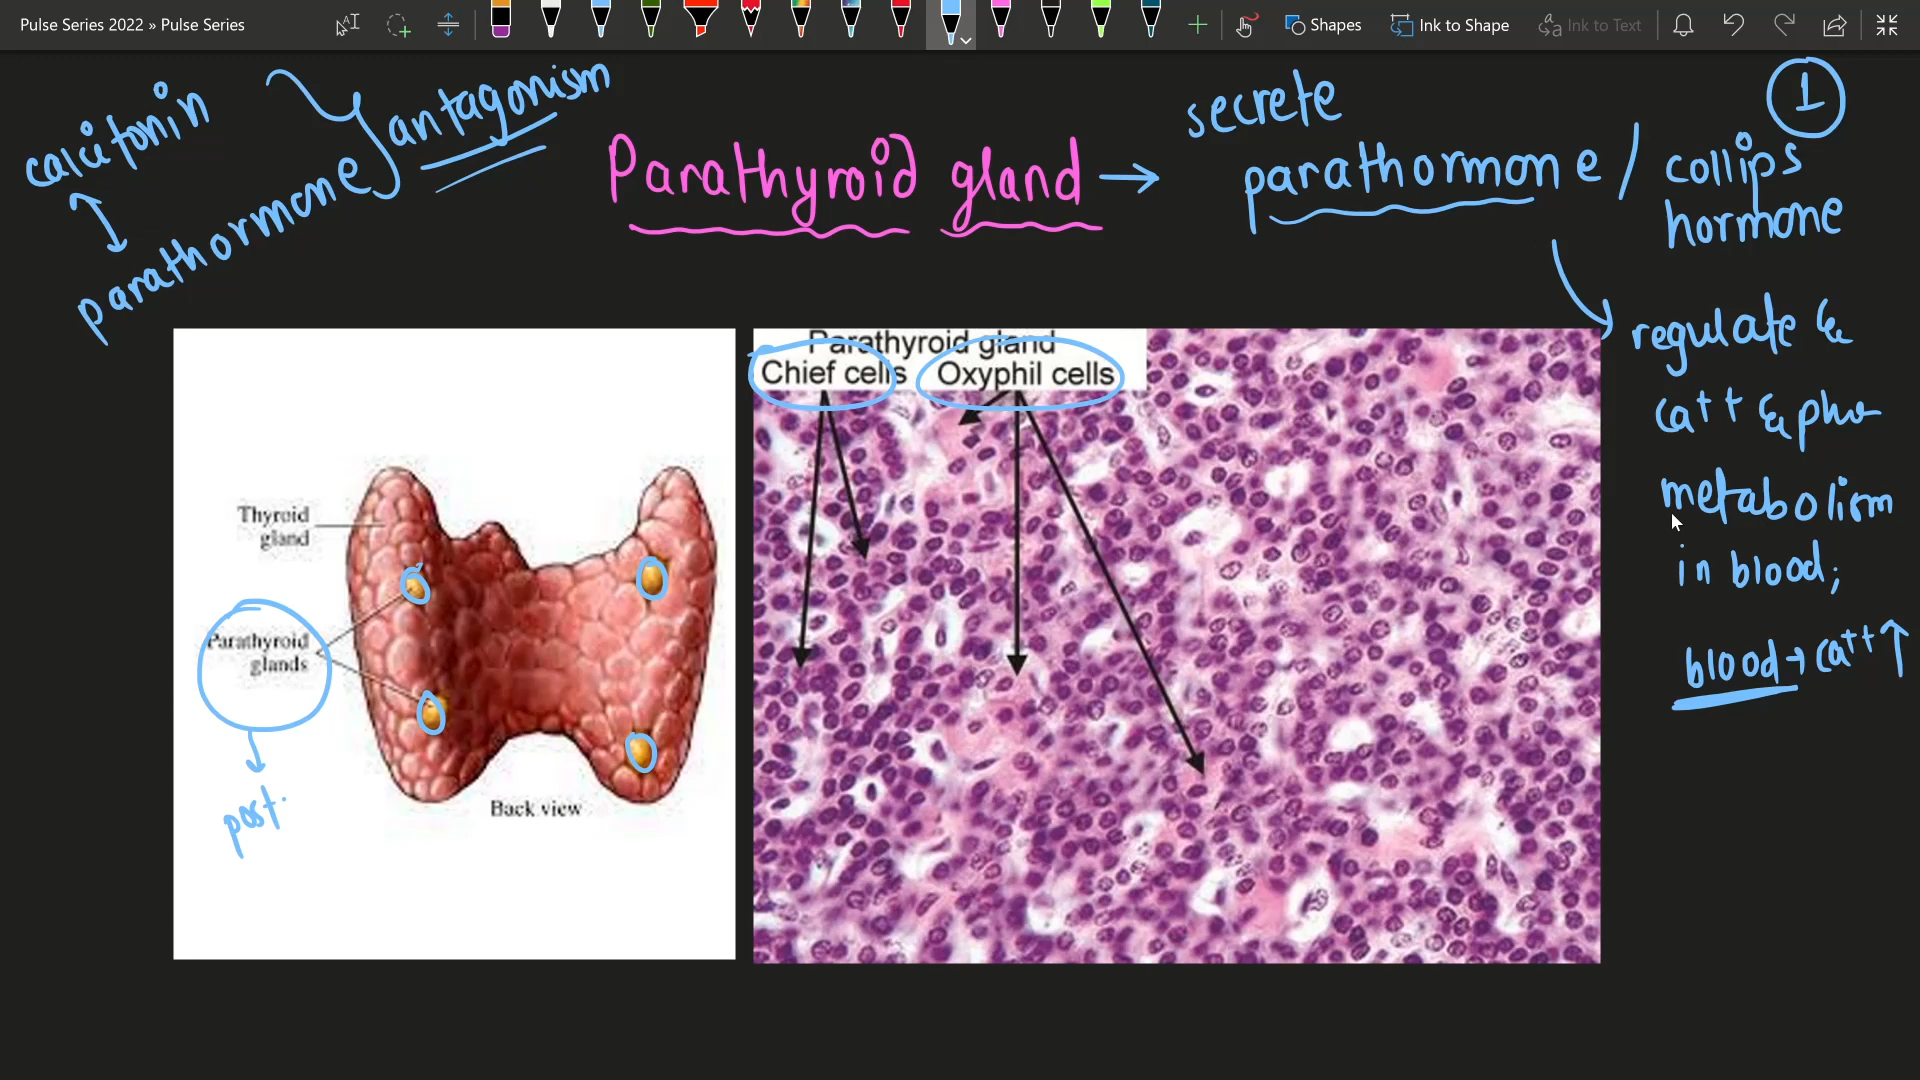 Pulse Series 2022 » Pulse Series
Shapes
Ink to Shape
Ink to Text
calcitonin
parathormone
antagonism
Parathyroid gland
secrete
parathormone /
collips
hormone
1
regulate &
Ca++ & pho
metabolism
in blood;
blood → Ca++ ↑
Thyroid
gland
Parathyroid
glands
post.
Back view
Parathyroid gland
Chief cells Oxyphil cells